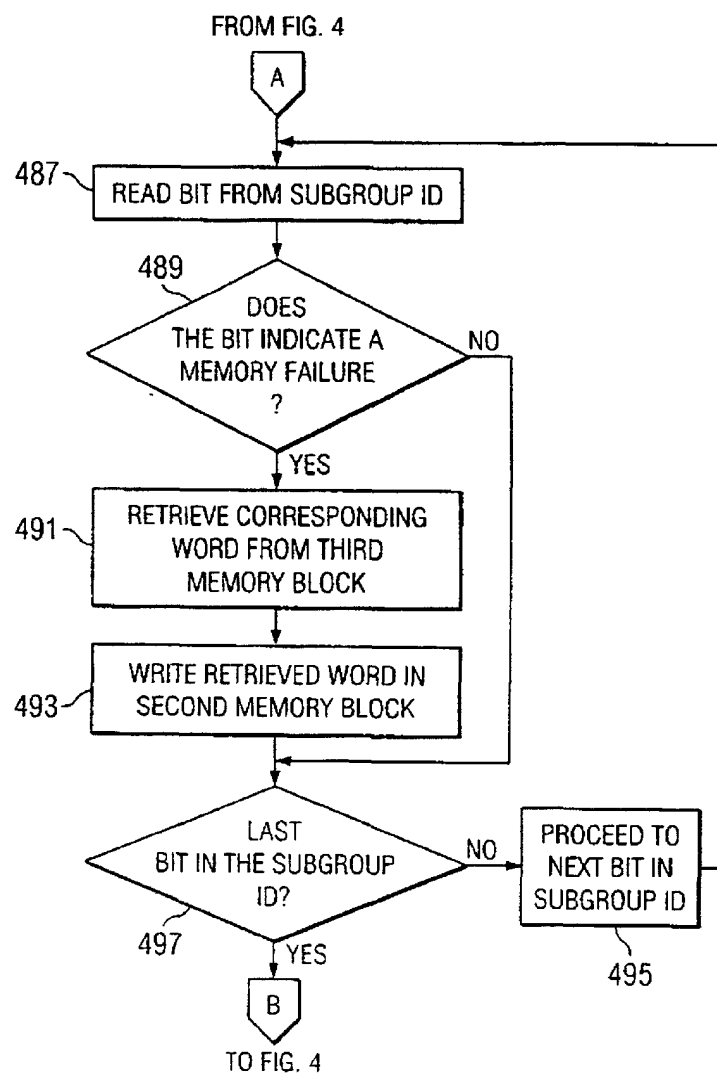 FROM FIG. 4
A
487
READ BIT FROM SUBGROUP ID
489
DOES
THE BIT INDICATE A
MEMORY FAILURE
?
NO
YES
491
RETRIEVE CORRESPONDING
WORD FROM THIRD
MEMORY BLOCK
493
WRITE RETRIEVED WORD IN
SECOND MEMORY BLOCK
LAST
BIT IN THE SUBGROUP
ID?
NO
PROCEED TO
NEXT BIT IN
SUBGROUP ID
497
YES
495
B
TO FIG. 4